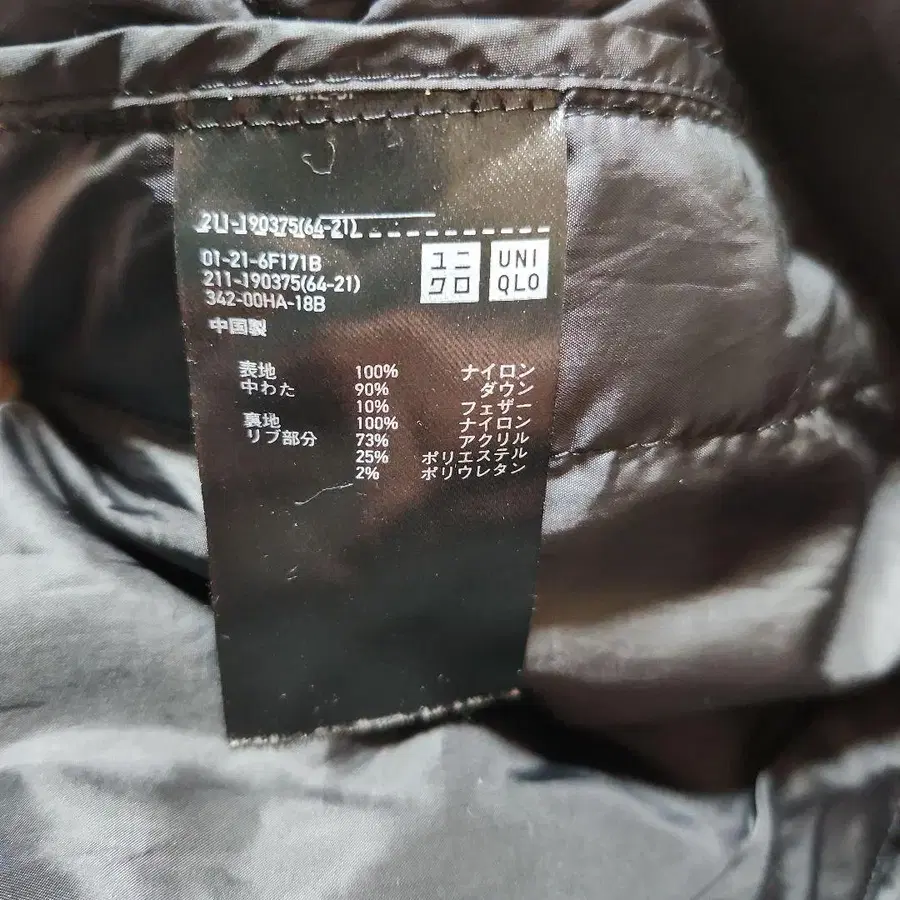 211-190375(64-21)
01-21-6F171B
211-190375(64-21)
342-00HA-18B
中国製
ユニ
クロ
UNI
QLO
表地 100% ナイロン
中わた 90% ダウン
10% フェザー
裏地 100% ナイロン
リブ部分 73% アクリル
25% ポリエステル
2% ポリウレタン